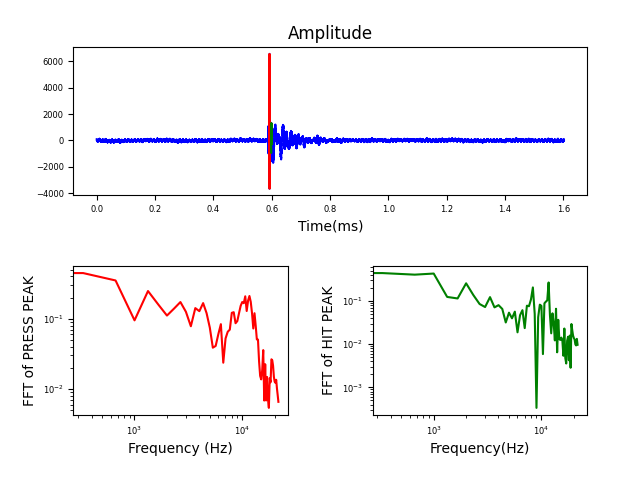 Amplitude
6000
4000
2000
0
−2000
−4000
0.0 0.2 0.4 0.6 0.8 1.0 1.2 1.4 1.6
Time(ms)
FFT of PRESS PEAK
10⁻¹
10⁻²
10³ 10⁴
Frequency (Hz)
FFT of HIT PEAK
10⁻¹
10⁻²
10⁻³
10³ 10⁴
Frequency(Hz)